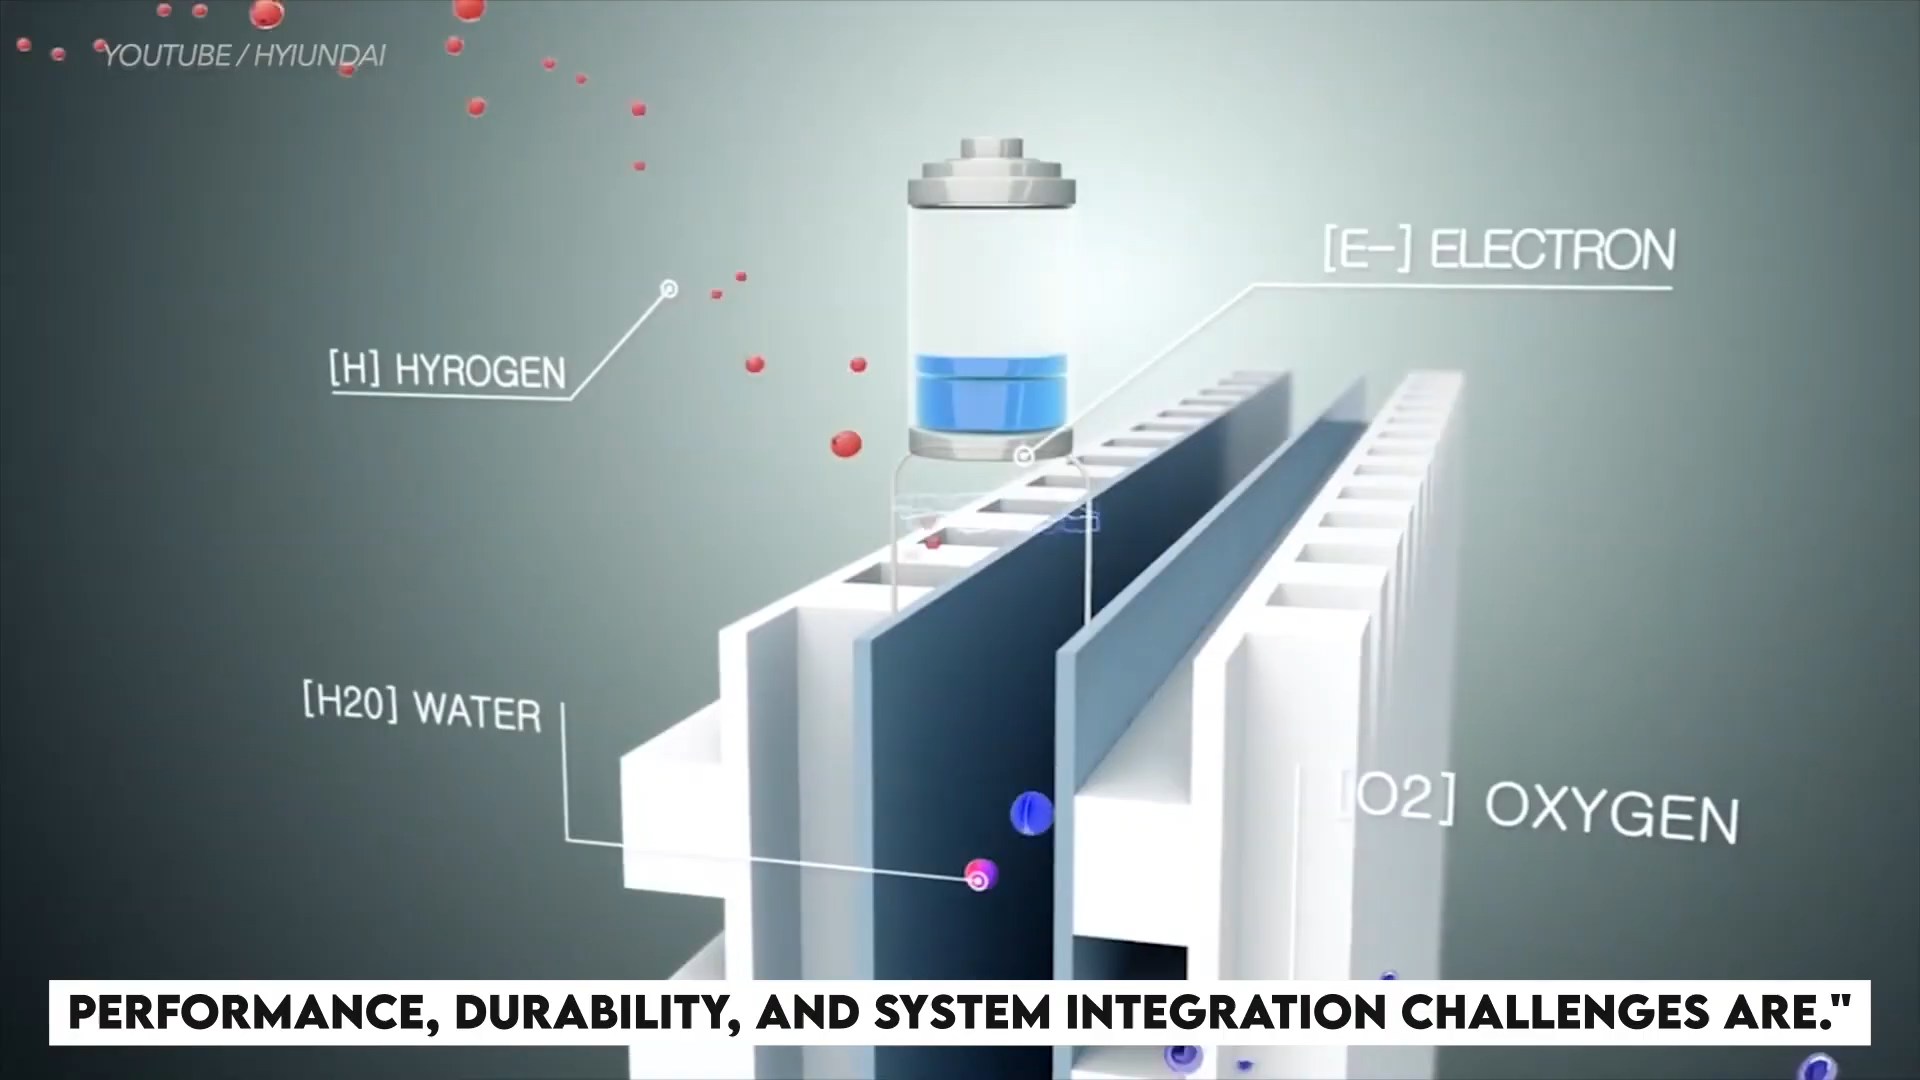 YOUTUBE / HYIUNDAI
[E-] ELECTRON
[H] HYROGEN
[H20] WATER
[O2] OXYGEN
PERFORMANCE, DURABILITY, AND SYSTEM INTEGRATION CHALLENGES ARE."